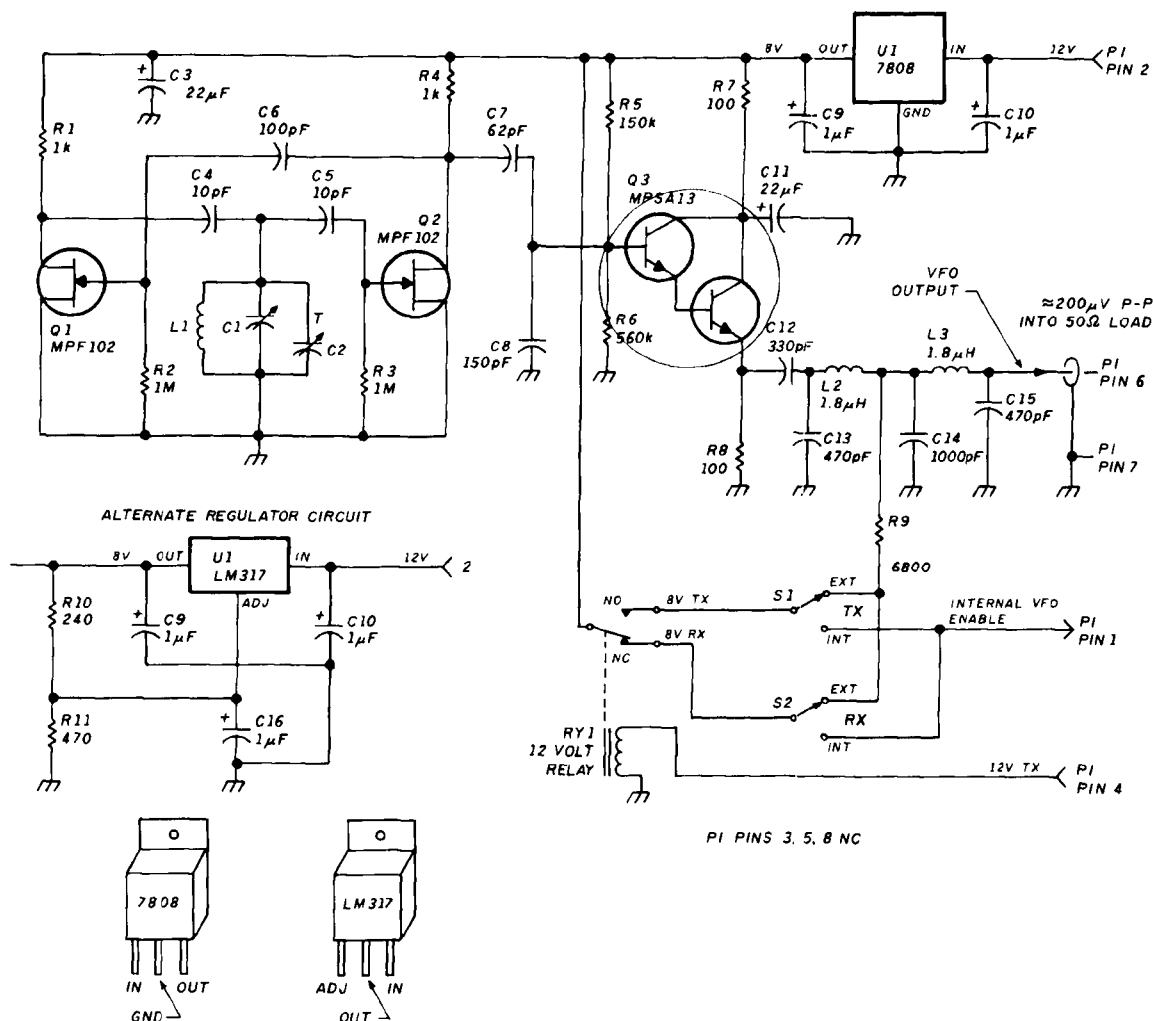 C3
22µF
R4
1k
8V
OUT
U1
7808
IN
12V
P1
PIN 2
GND
C9
1µF
C10
1µF
R1
1k
C6
100pF
C7
62pF
R5
150k
R7
100
C4
10pF
C5
10pF
Q1
MPF102
Q2
MPF102
Q3
MPSA13
C11
22µF
R2
1M
L1
C1
T
C2
R3
1M
C8
150pF
R6
560k
C12
330pF
R8
100
L2
1.8µH
C13
470pF
L3
1.8µH
C14
1000pF
C15
470pF
VFO
OUTPUT
≈200µV P-P
INTO 50Ω LOAD
P1
PIN 6
P1
PIN 7
R9
6800
ALTERNATE REGULATOR CIRCUIT
8V
OUT
U1
LM317
IN
12V
2
ADJ
R10
240
C9
1µF
C10
1µF
R11
470
C16
1µF
NO
8V TX
S1
EXT
TX
INT
INTERNAL VFO
ENABLE
P1
PIN 1
8V RX
NC
S2
EXT
RX
INT
RY1
12 VOLT
RELAY
12V TX
P1
PIN 4
P1 PINS 3, 5, 8 NC
7808
IN
OUT
GND
LM317
ADJ
IN
OUT